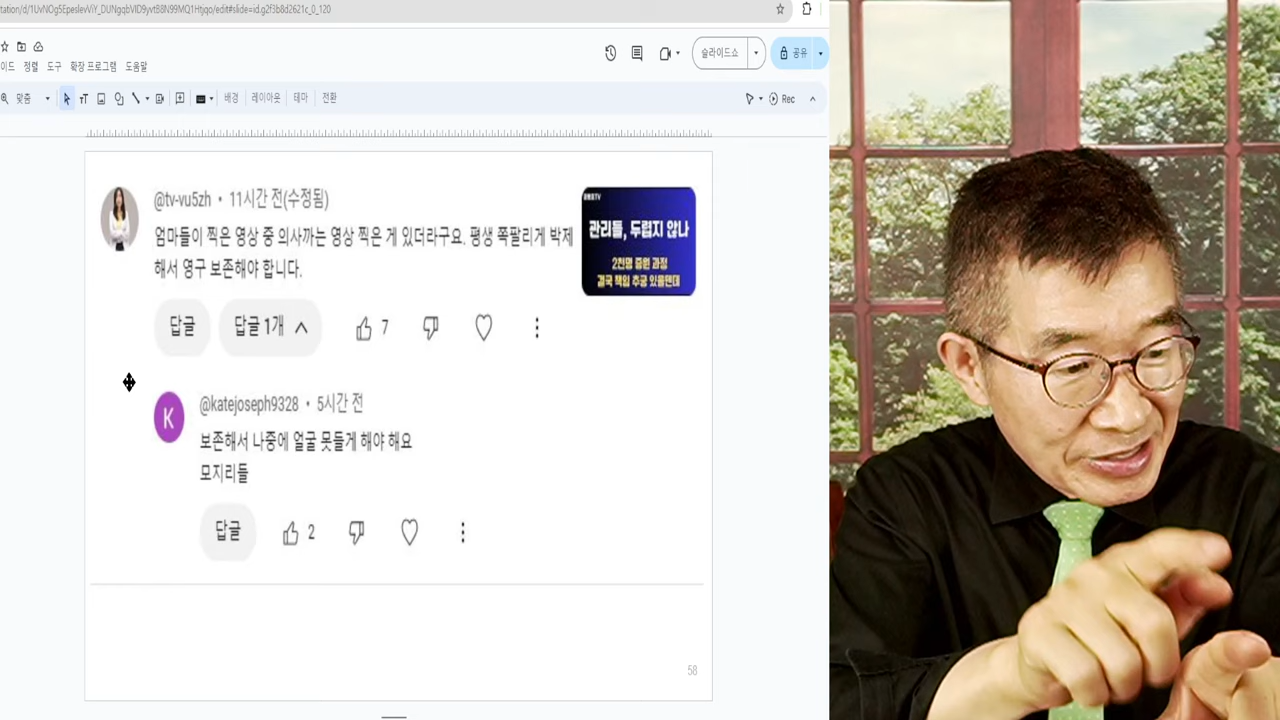 tation/d/1UvNOg5EpeslevViY_DUNgqbVID9yvtB8N99MQ1Htjqo/edit#slide=id.g2f3b8d2621c_0_120
슬라이드쇼
공유
이드 정렬 도구 확장 프로그램 도움말
맞춤 배경 레이아웃 테마 전환 Rec
@tv-vu5zh • 11시간 전(수정됨)
엄마들이 찍은 영상 중 의사까는 영상 찍은 게 있더라구요. 평생 쪽팔리게 박제
해서 영구 보존해야 합니다.
관리들, 두렵지 않나
2천명 증원 과정
결국 책임 추궁 있을텐데
답글 답글 1개 7
K
@katejoseph9328 • 5시간 전
보존해서 나중에 얼굴 못들게 해야 해요
모지리들
답글 2
58